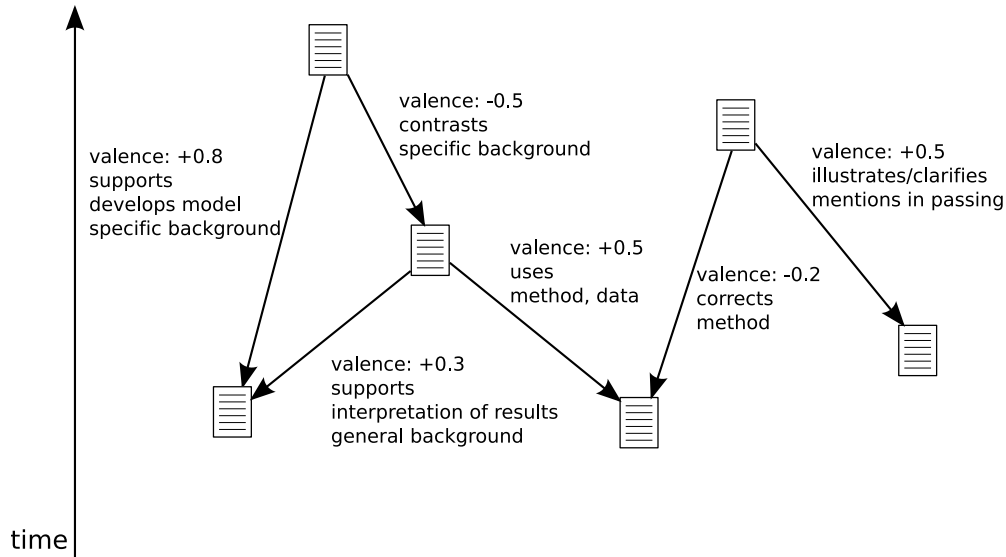 valence: -0.5
contrasts
specific background
valence: +0.8
supports
develops model
specific background
valence: +0.5
illustrates/clarifies
mentions in passing
valence: +0.5
uses
method, data
valence: -0.2
corrects
method
valence: +0.3
supports
interpretation of results
general background
time